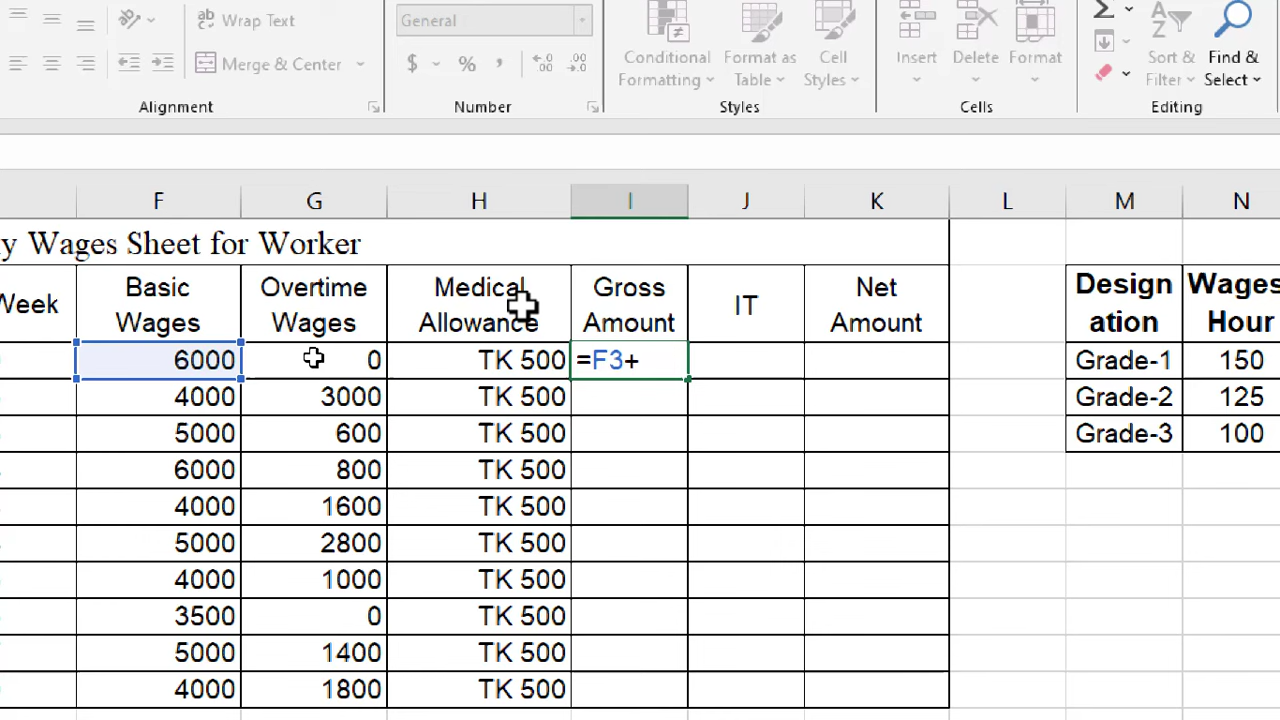 Wrap Text
General
Conditional
Formatting
Format as
Table
Cell
Styles
Insert
Delete
Format
Sort &
Filter
Find &
Select
Merge & Center
$ % ,
Alignment
Number
Styles
Cells
Editing
F G H I J K L M N
y Wages Sheet for Worker
Week
Basic
Wages
Overtime
Wages
Medical
Allowance
Gross
Amount
IT
Net
Amount
Design
ation
Wages
Hour
6000 0 TK 500 =F3+ Grade-1 150
4000 3000 TK 500 Grade-2 125
5000 600 TK 500 Grade-3 100
6000 800 TK 500
4000 1600 TK 500
5000 2800 TK 500
4000 1000 TK 500
3500 0 TK 500
5000 1400 TK 500
4000 1800 TK 500